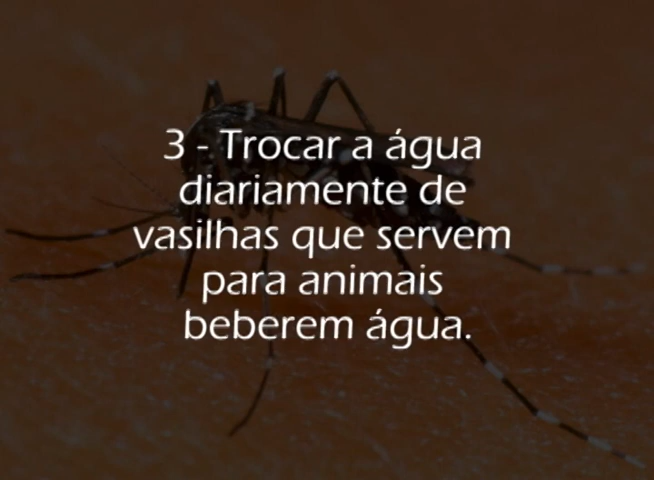 3 - Trocar a água
diariamente de
vasilhas que servem
para animais
beberem água.